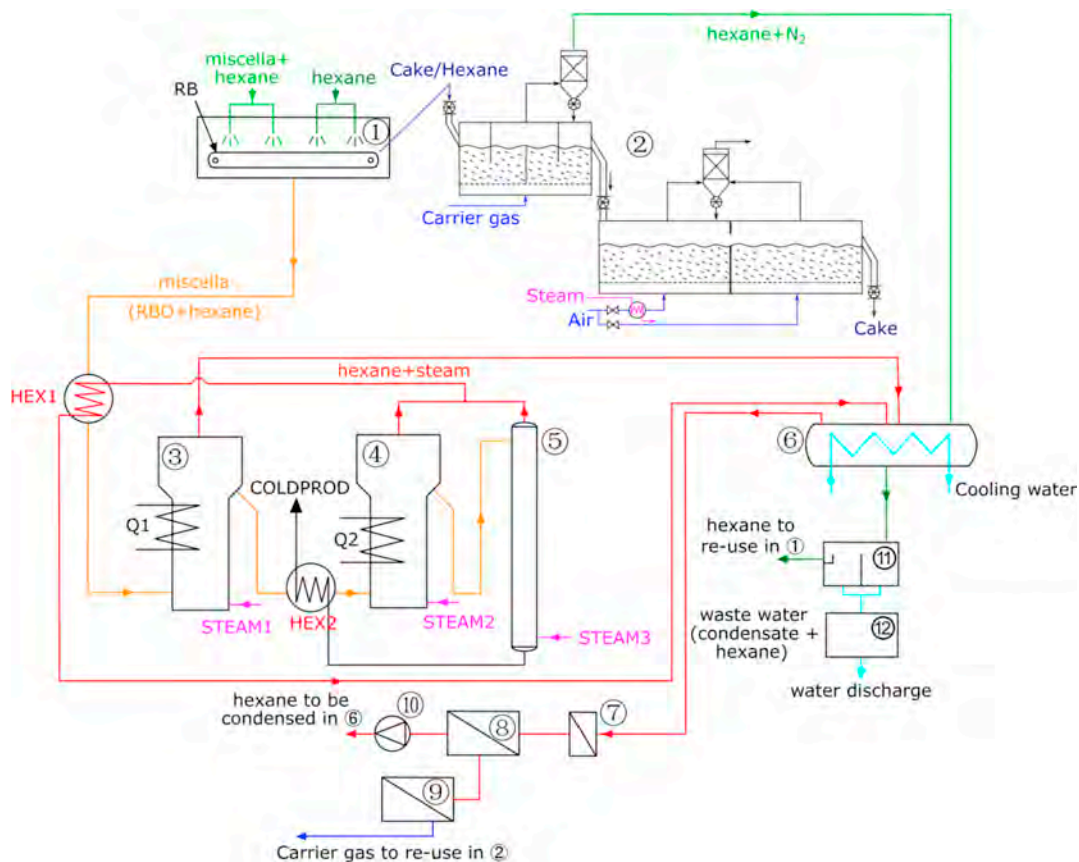 hexane+N₂
miscella+
hexane
hexane
Cake/Hexane
RB
①
②
Carrier gas
Steam
Air
Cake
miscella
(RBO+hexane)
HEX1
hexane+steam
③
④
⑤
⑥
COLDPROD
Q1
Q2
Cooling water
hexane to
re-use in ①
⑪
HEX2
STEAM1
STEAM2
STEAM3
waste water
(condensate +
hexane)
⑫
water discharge
hexane to be
condensed in ⑥
⑩
⑧
⑦
⑨
Carrier gas to re-use in ②